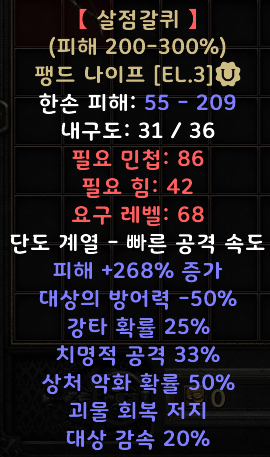 【 살점갈퀴 】
(피해 200-300%)
팽드 나이프 [EL.3]
한손 피해: 55 - 209
내구도: 31 / 36
필요 민첩: 86
필요 힘: 42
요구 레벨: 68
단도 계열 - 빠른 공격 속도
피해 +268% 증가
대상의 방어력 -50%
강타 확률 25%
치명적 공격 33%
상처 악화 확률 50%
괴물 회복 저지
대상 감속 20%
0